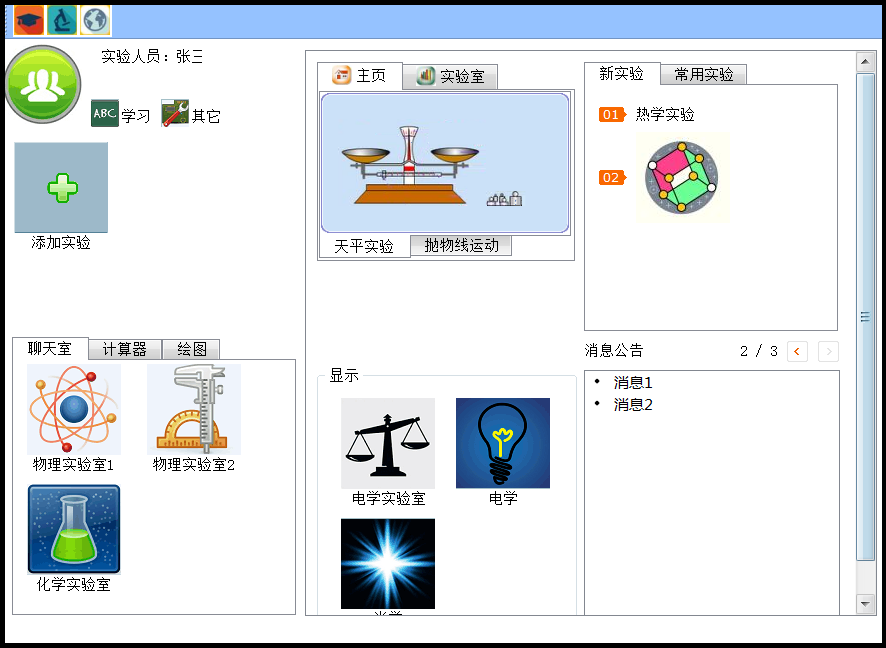 实验人员：张三
ABC 学习 其它
添加实验
聊天室 计算器 绘图
物理实验室1 物理实验室2
化学实验室
主页 实验室
天平实验 抛物线运动
显示
电学实验室 电学
光学
新实验 常用实验
01 热学实验
02
消息公告 2 / 3
• 消息1
• 消息2